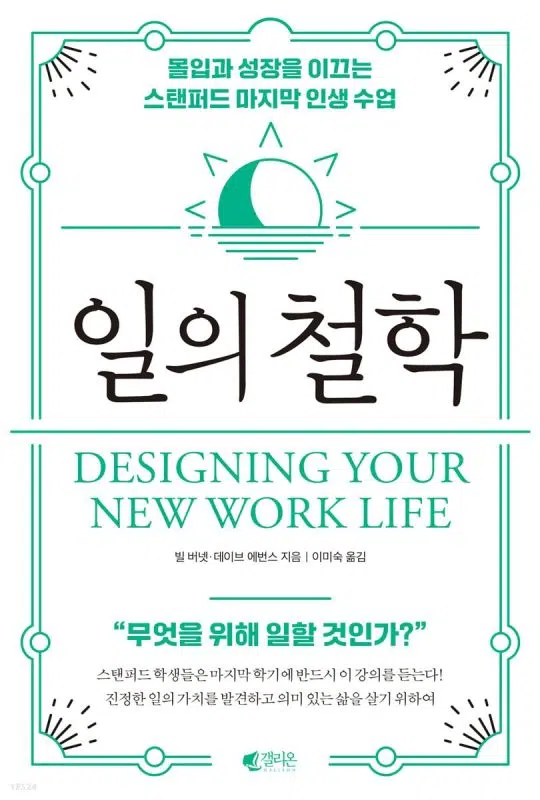 몰입과 성장을 이끄는
스탠퍼드 마지막 인생 수업
일의 철학
DESIGNING YOUR
NEW WORK LIFE
빌 버넷·데이브 에번스 지음 | 이미숙 옮김
“무엇을 위해 일할 것인가?”
스탠퍼드 학생들은 마지막 학기에 반드시 이 강의를 듣는다!
진정한 일의 가치를 발견하고 의미 있는 삶을 살기 위하여
갤리온
GALLEON